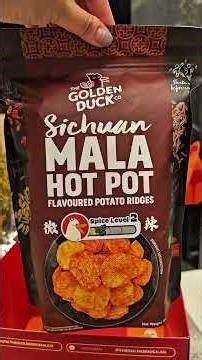 THE
GOLDEN
DUCK CO
Sichuan
MALA
HOT POT
FLAVOURED POTATO RIDGES
微 辣
Spice Level 2